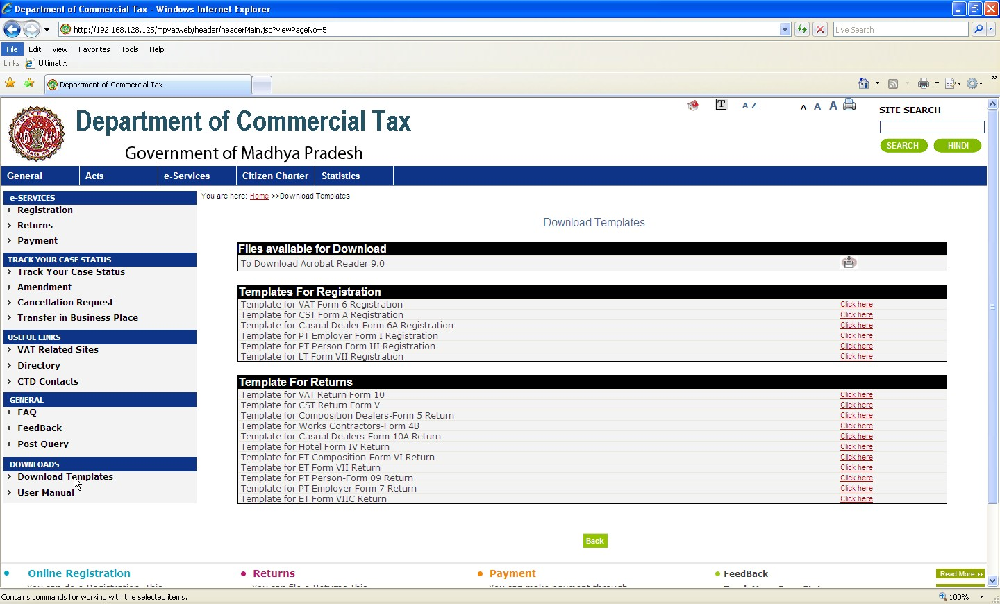 Department of Commercial Tax - Windows Internet Explorer
http://192.168.128.125/mpvatweb/header/headerMain.jsp?viewPageNo=5
Live Search
File Edit View Favorites Tools Help
Links Ultimatix
Department of Commercial Tax
T A-Z A A A
SITE SEARCH
Department of Commercial Tax
Government of Madhya Pradesh
SEARCH HINDI
General Acts e-Services Citizen Charter Statistics
You are here: Home >>Download Templates
e-SERVICES
Registration
Returns
Payment
TRACK YOUR CASE STATUS
Track Your Case Status
Amendment
Cancellation Request
Transfer in Business Place
USEFUL LINKS
VAT Related Sites
Directory
CTD Contacts
GENERAL
FAQ
FeedBack
Post Query
DOWNLOADS
Download Templates
User Manual
Download Templates
Files available for Download
To Download Acrobat Reader 9.0
Templates For Registration
Template for VAT Form 6 Registration Click here
Template for CST Form A Registration Click here
Template for Casual Dealer Form 6A Registration Click here
Template for PT Employer Form I Registration Click here
Template for PT Person Form III Registration Click here
Template for LT Form VII Registration Click here
Template For Returns
Template for VAT Return Form 10 Click here
Template for CST Return Form V Click here
Template for Composition Dealers-Form 5 Return Click here
Template for Works Contractors-Form 4B Click here
Template for Casual Dealers-Form 10A Return Click here
Template for Hotel Form IV Return Click here
Template for ET Composition-Form VI Return Click here
Template for ET Form VII Return Click here
Template for PT Person-Form 09 Return Click here
Template for PT Employer Form 7 Return Click here
Template for ET Form VIIC Return Click here
Back
Online Registration Returns Payment FeedBack Read More >>
Contains commands for working with the selected items.
100%